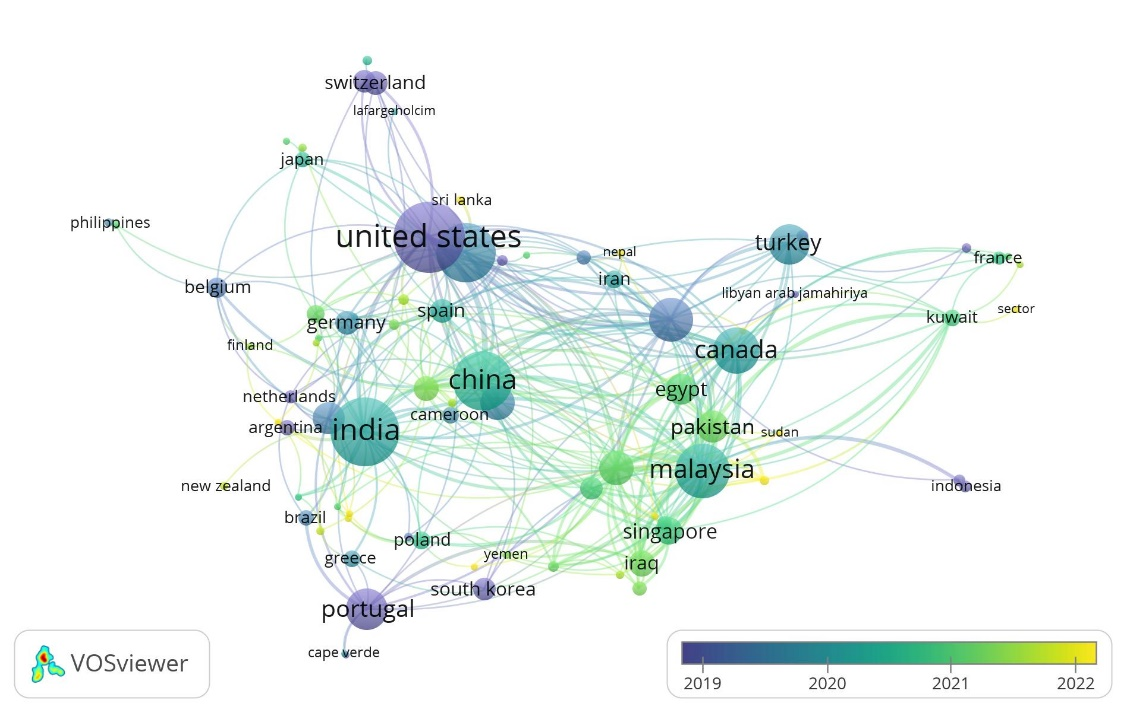 switzerland
lafargeholcim
japan
sri lanka
philippines
united states
turkey
nepal
france
iran
belgium
libyan arab jamahiriya
sector
spain
kuwait
germany
finland
canada
china
egypt
netherlands
cameroon
argentina
india
pakistan
sudan
malaysia
new zealand
indonesia
brazil
singapore
poland
yemen
greece
iraq
south korea
portugal
cape verde
VOSviewer
2019 2020 2021 2022